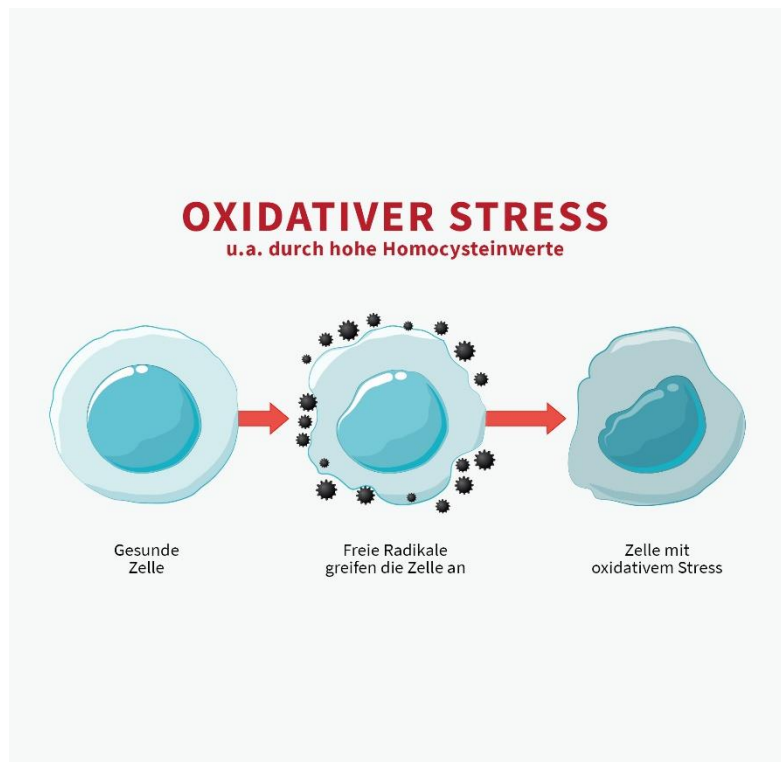 OXIDATIVER STRESS
u.a. durch hohe Homocysteinwerte
Gesunde
Zelle
Freie Radikale
greifen die Zelle an
Zelle mit
oxidativem Stress